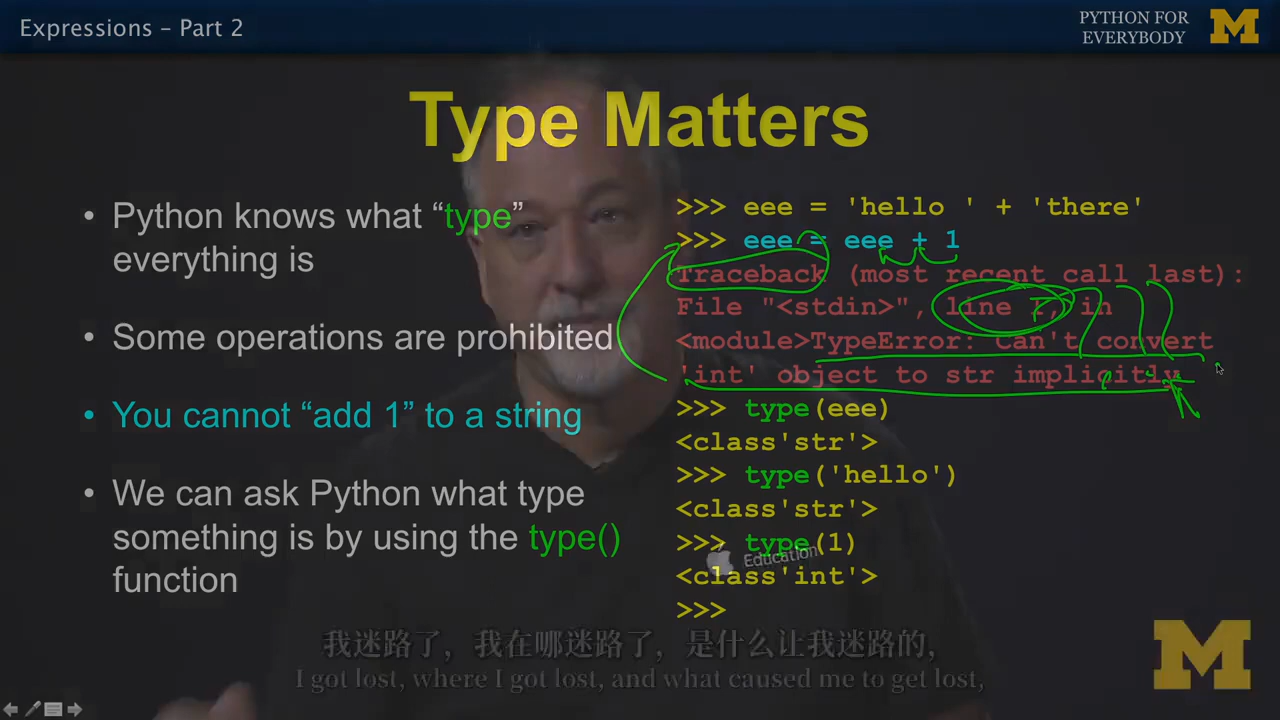 Expressions – Part 2
PYTHON FOR
EVERYBODY
Type Matters
• Python knows what “type”
everything is
• Some operations are prohibited
• You cannot “add 1” to a string
• We can ask Python what type
something is by using the type()
function
>>> eee = 'hello ' + 'there'
>>> eee = eee + 1
Traceback (most recent call last):
File "<stdin>", line 1, in
<module>TypeError: Can't convert
'int' object to str implicitly
>>> type(eee)
<class'str'>
>>> type('hello')
<class'str'>
>>> type(1)
<class'int'>
>>>
Education
我迷路了，我在哪迷路了，是什么让我迷路的，
I got lost, where I got lost, and what caused me to get lost,